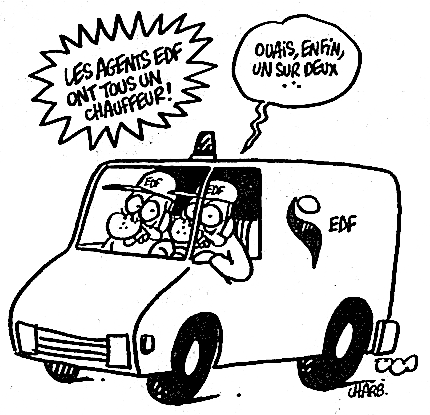 LES AGENTS EDF
ONT TOUS UN
CHAUFFEUR!
OUAIS, ENFIN,
UN SUR DEUX
...
EDF
EDF
EDF
CHARB.